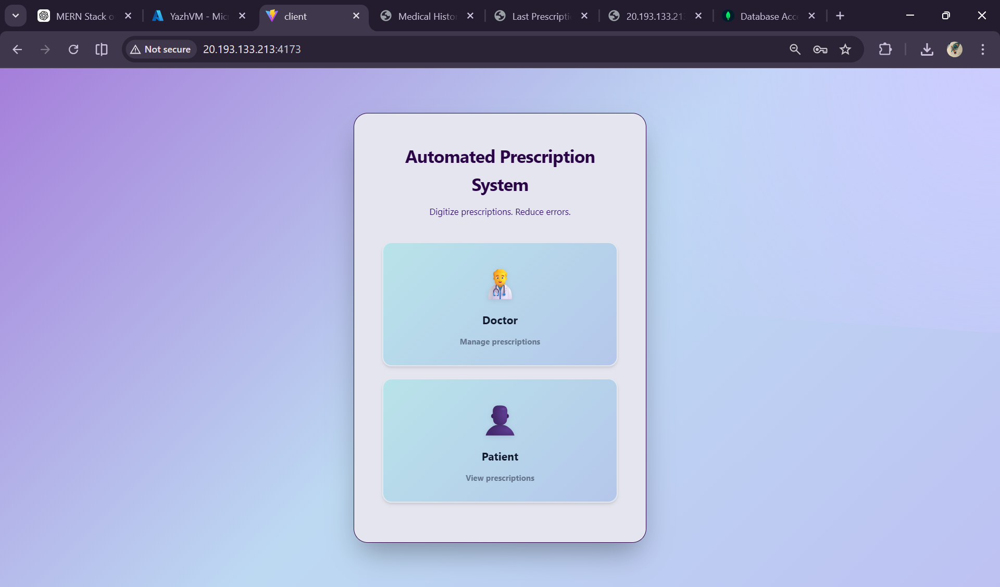 MERN Stack o
YazhVM - Mic
client
Medical Histo
Last Prescripti
20.193.133.21
Database Acc
Not secure
20.193.133.213:4173
Automated Prescription
System
Digitize prescriptions. Reduce errors.
Doctor
Manage prescriptions
Patient
View prescriptions